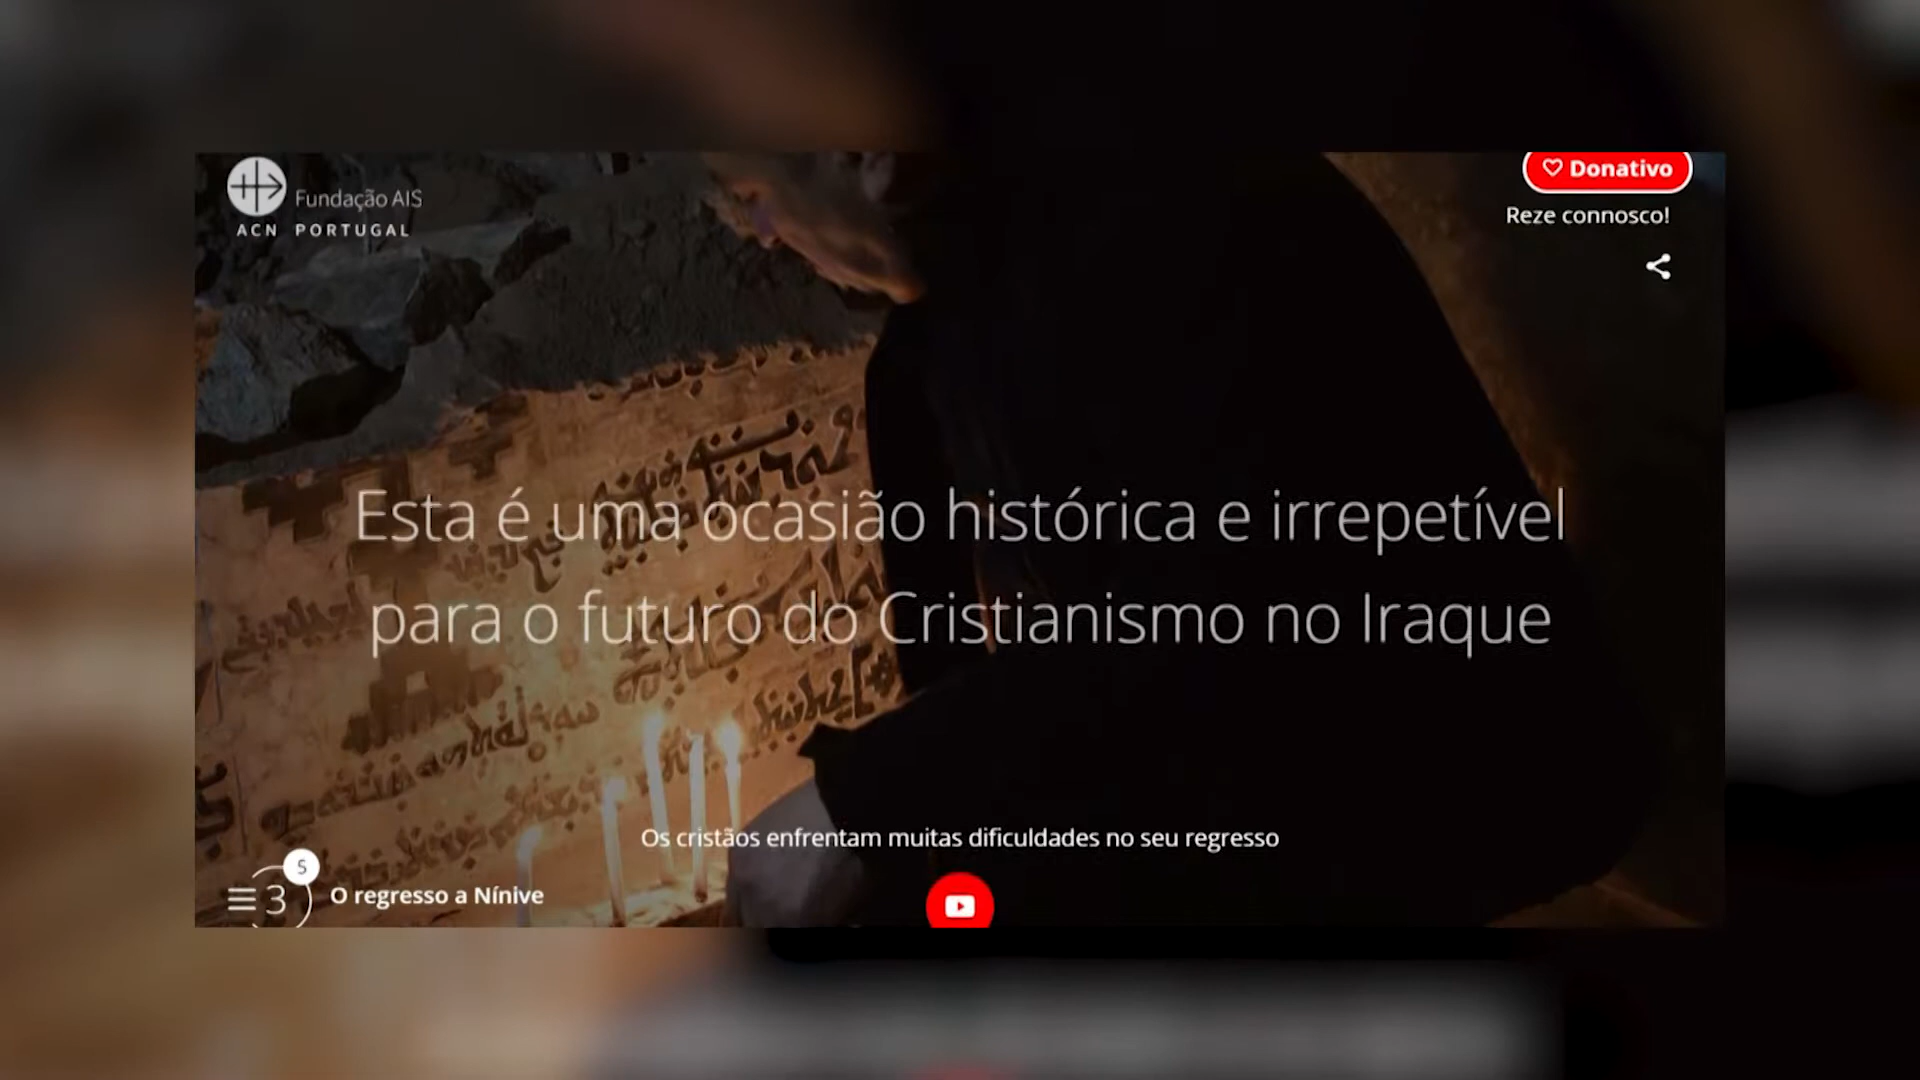 Fundação AIS
ACN PORTUGAL
Donativo
Reze connosco!
Esta é uma ocasião histórica e irrepetível
para o futuro do Cristianismo no Iraque
Os cristãos enfrentam muitas dificuldades no seu regresso
5
3
O regresso a Nínive